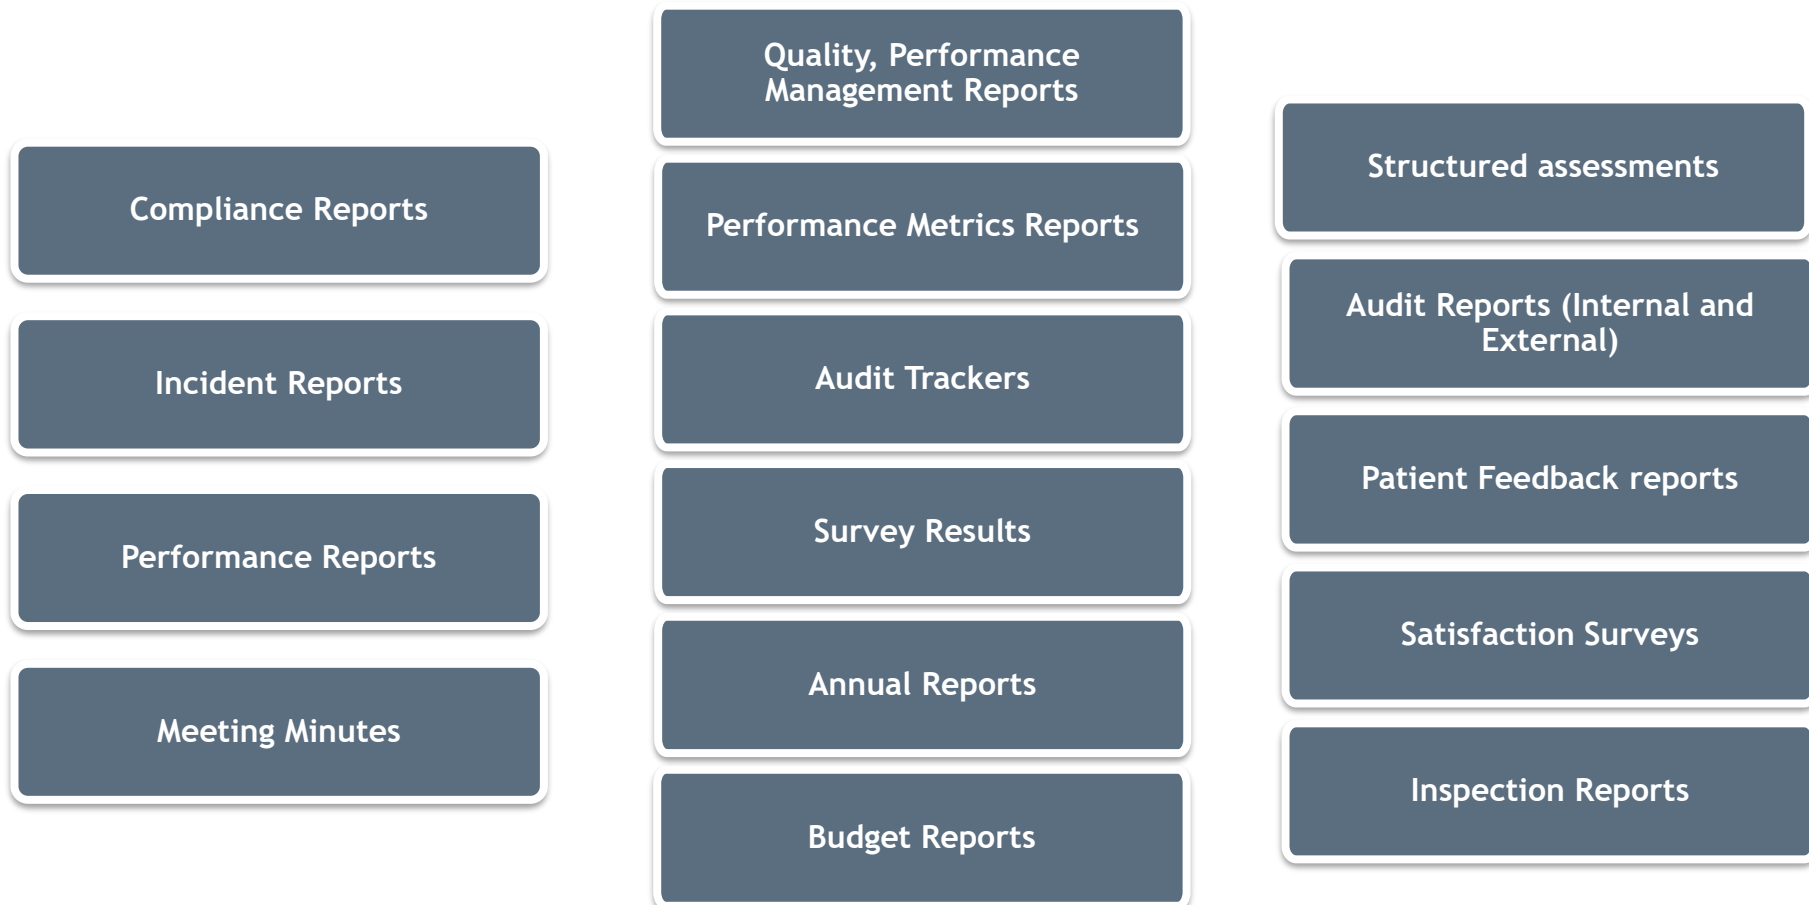 Compliance Reports
Incident Reports
Performance Reports
Meeting Minutes
Quality, Performance
Management Reports
Performance Metrics Reports
Audit Trackers
Survey Results
Annual Reports
Budget Reports
Structured assessments
Audit Reports (Internal and
External)
Patient Feedback reports
Satisfaction Surveys
Inspection Reports